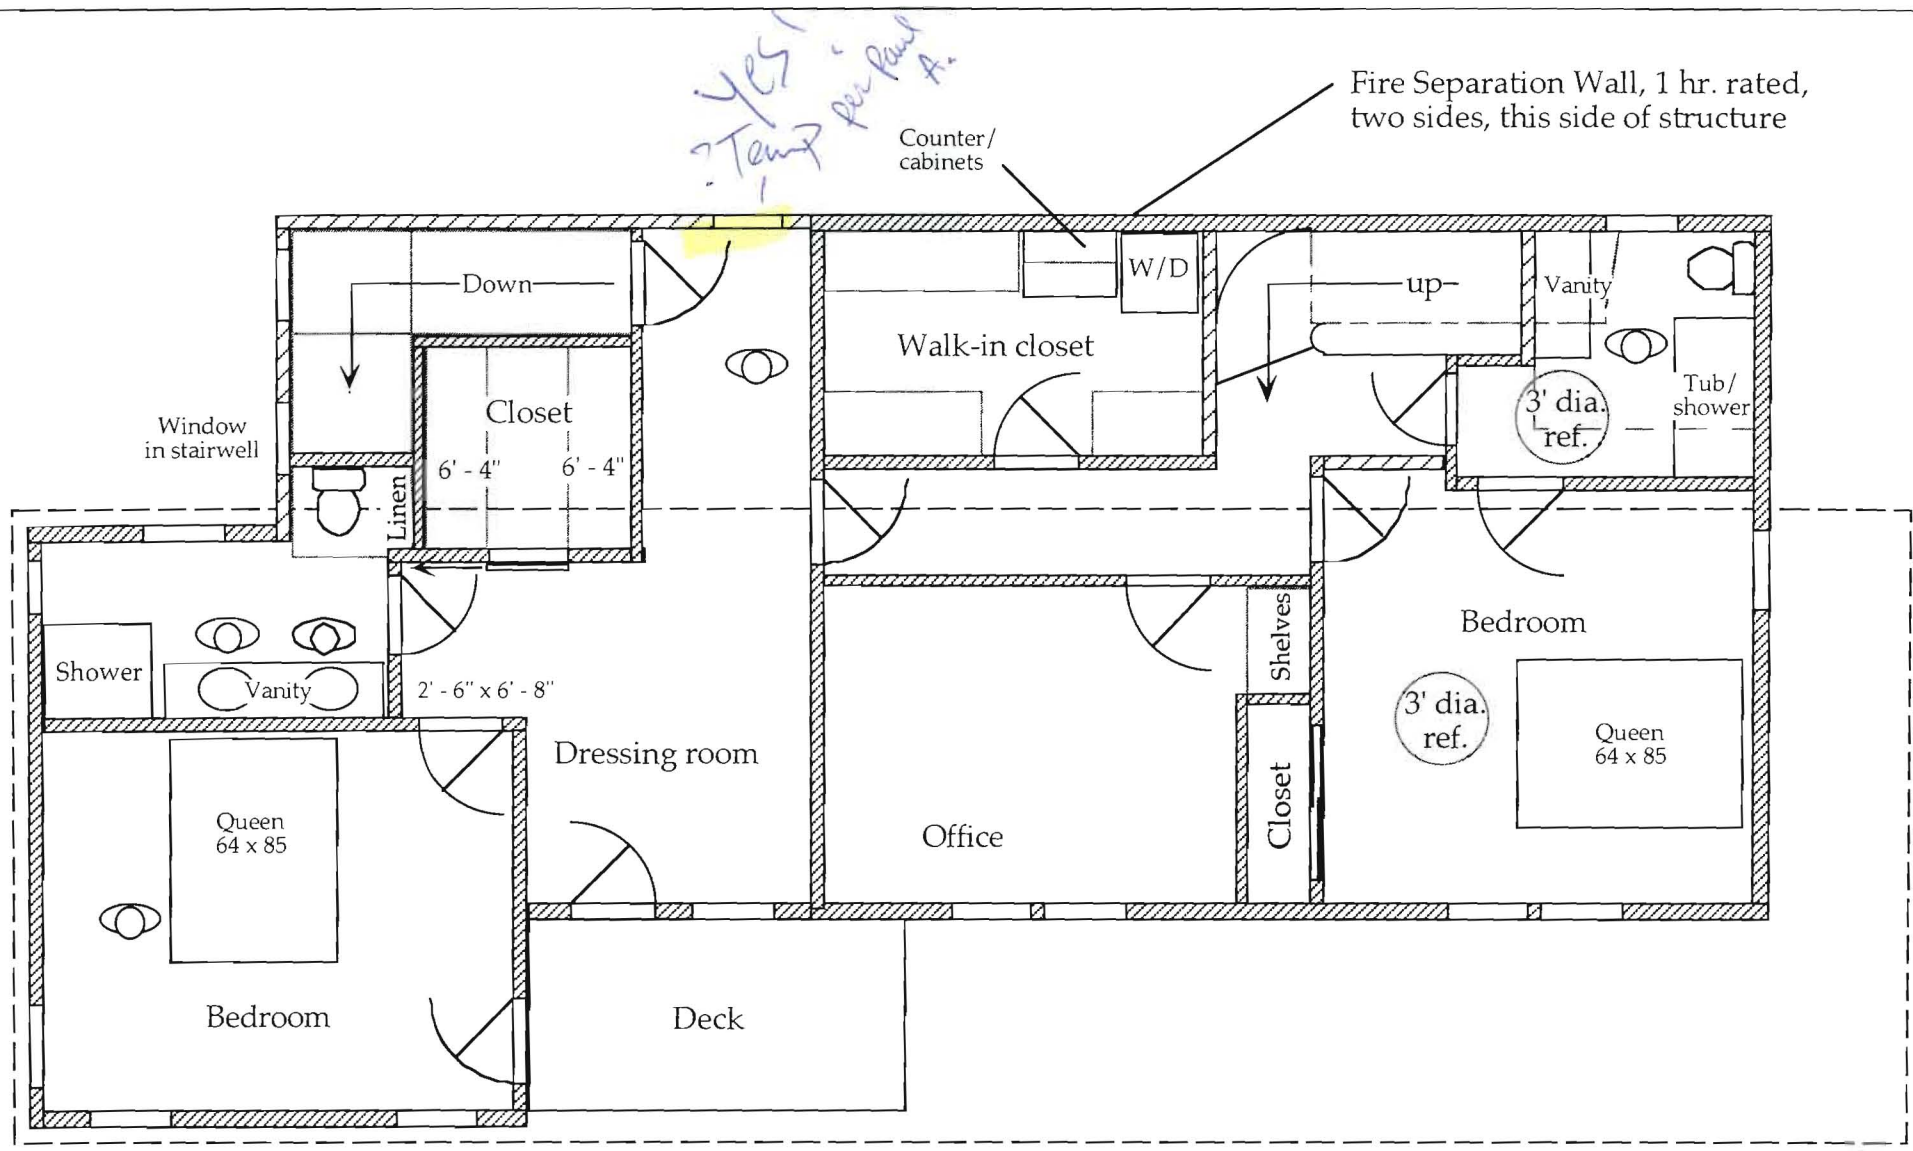 Yes!
? Temp per Paul A.
Fire Separation Wall, 1 hr. rated,
two sides, this side of structure
Counter/
cabinets
Down
W/D
up
Vanity
Walk-in closet
Window
in stairwell
Closet
6' - 4"
6' - 4"
Linen
3' dia.
ref.
Tub/
shower
Shelves
Bedroom
Shower
Vanity
2' - 6" x 6' - 8"
3' dia.
ref.
Queen
64 x 85
Dressing room
Queen
64 x 85
Office
Closet
Bedroom
Deck